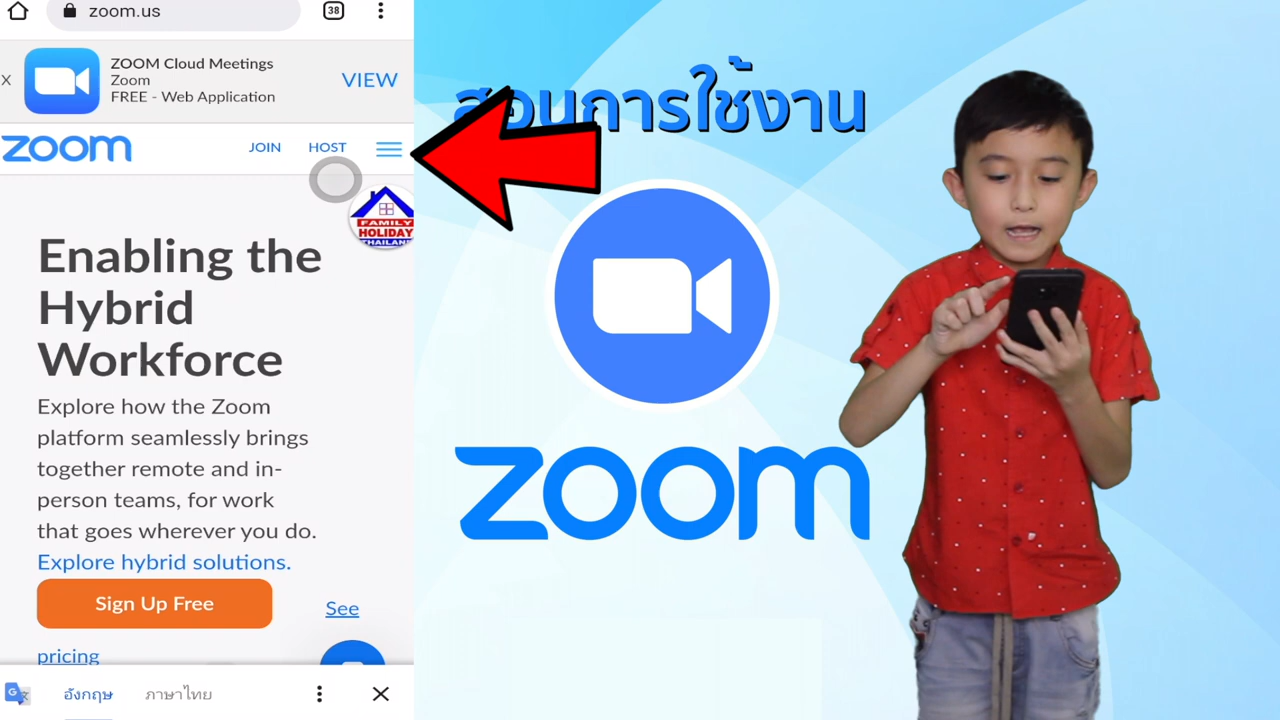 zoom.us
38
ZOOM Cloud Meetings
Zoom
FREE - Web Application
X
VIEW
zoom
JOIN
HOST
FAMILY
HOLIDAY
THAILAND
Enabling the
Hybrid
Workforce
Explore how the Zoom
platform seamlessly brings
together remote and in-
person teams, for work
that goes wherever you do.
Explore hybrid solutions.
Sign Up Free
See
pricing
อังกฤษ
ภาษาไทย
สอนการใช้งาน
zoom